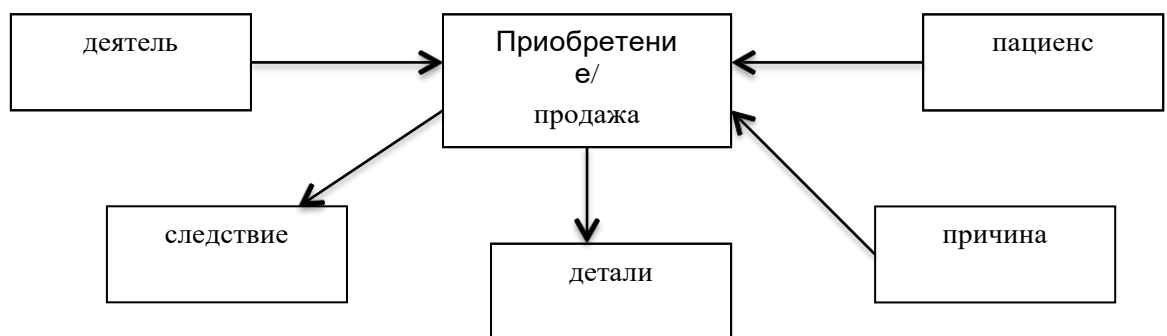 деятель
Приобретени
е/
продажа
пациенс
следствие
детали
причина